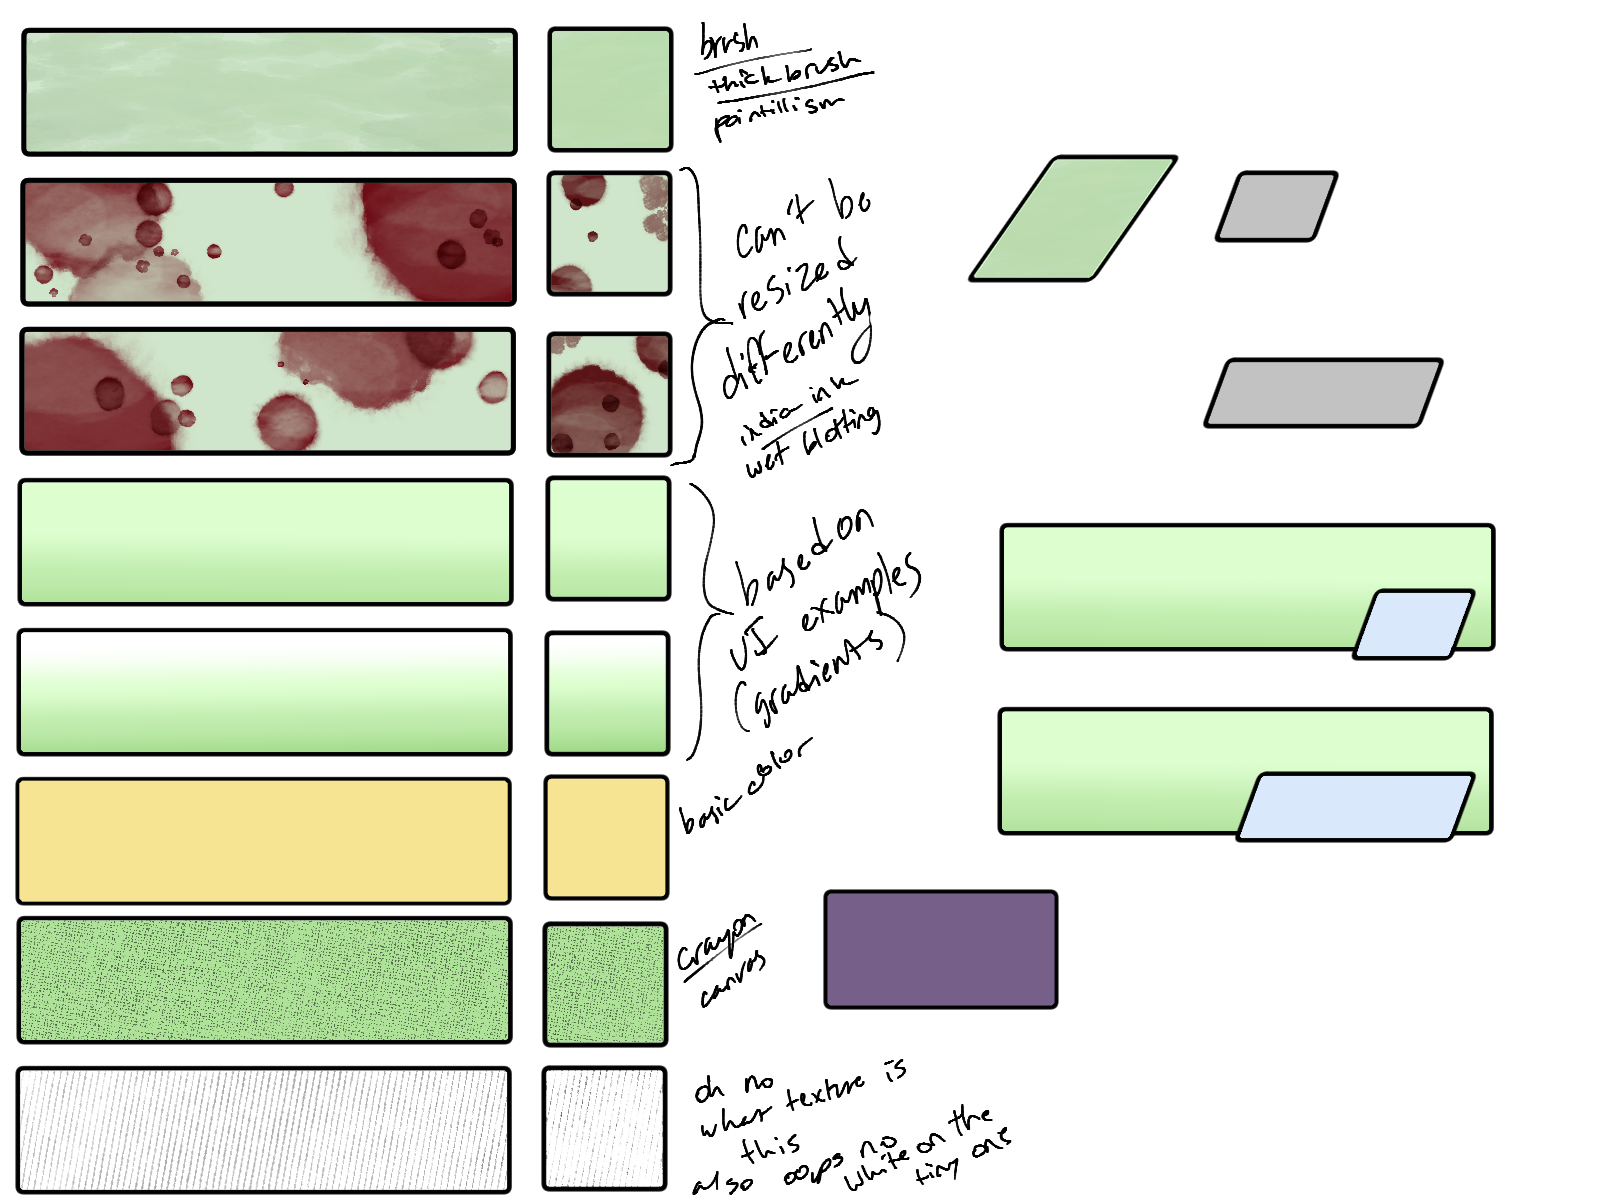 brush
thick brush
pointillism
can't be
resized
differently
india ink
wet blotting
based on
UI examples
(gradients)
basic color
crayon
canvas
oh no
what texture is
this
also oops no
white on the
tiny one